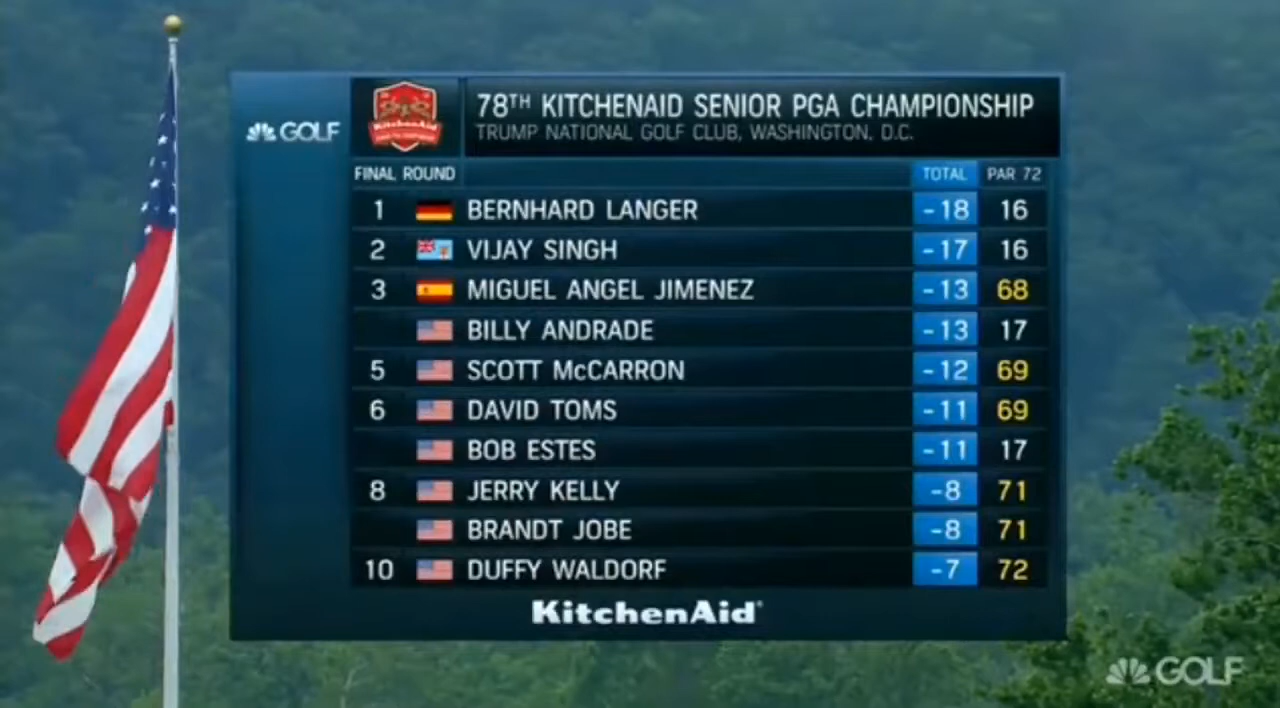 GOLF
KitchenAid
78TH KITCHENAID SENIOR PGA CHAMPIONSHIP
TRUMP NATIONAL GOLF CLUB, WASHINGTON, D.C.
FINAL ROUND TOTAL PAR 72
1 BERNHARD LANGER -18 16
2 VIJAY SINGH -17 16
3 MIGUEL ANGEL JIMENEZ -13 68
BILLY ANDRADE -13 17
5 SCOTT McCARRON -12 69
6 DAVID TOMS -11 69
BOB ESTES -11 17
8 JERRY KELLY -8 71
BRANDT JOBE -8 71
10 DUFFY WALDORF -7 72
KitchenAid®
GOLF